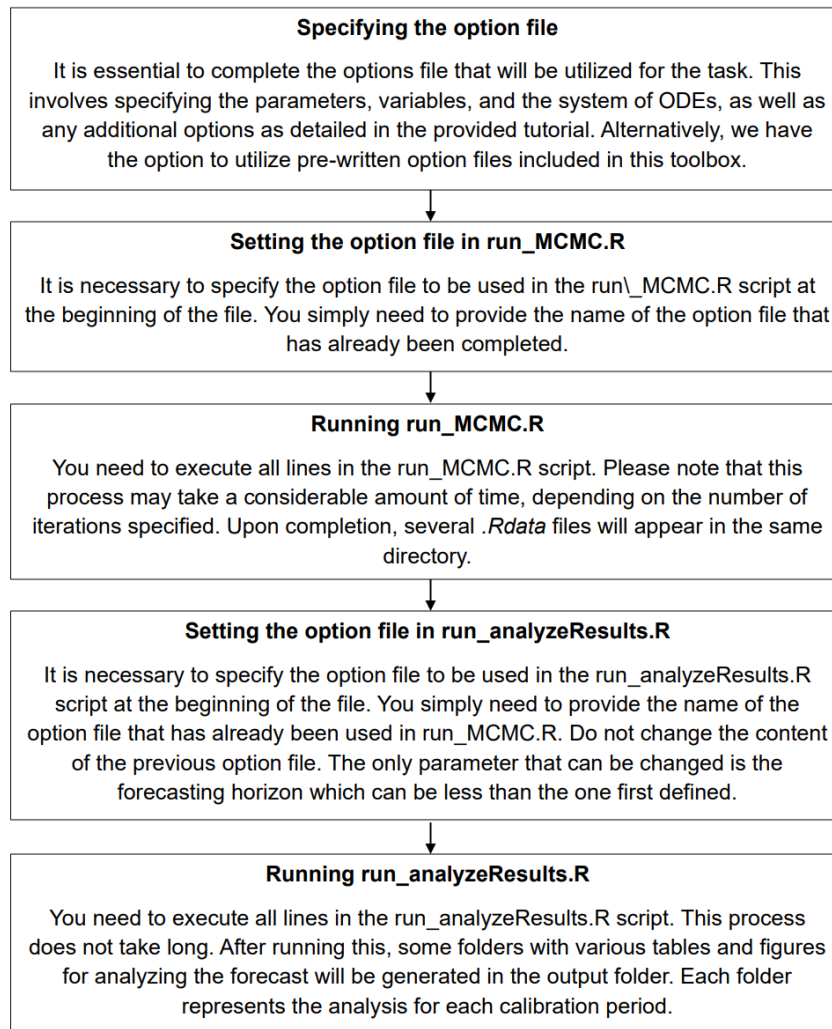 Specifying the option file
It is essential to complete the options file that will be utilized for the task. This
involves specifying the parameters, variables, and the system of ODEs, as well as
any additional options as detailed in the provided tutorial. Alternatively, we have
the option to utilize pre-written option files included in this toolbox.
Setting the option file in run_MCMC.R
It is necessary to specify the option file to be used in the run\_MCMC.R script at
the beginning of the file. You simply need to provide the name of the option file that
has already been completed.
Running run_MCMC.R
You need to execute all lines in the run_MCMC.R script. Please note that this
process may take a considerable amount of time, depending on the number of
iterations specified. Upon completion, several .Rdata files will appear in the same
directory.
Setting the option file in run_analyzeResults.R
It is necessary to specify the option file to be used in the run_analyzeResults.R
script at the beginning of the file. You simply need to provide the name of the
option file that has already been used in run_MCMC.R. Do not change the content
of the previous option file. The only parameter that can be changed is the
forecasting horizon which can be less than the one first defined.
Running run_analyzeResults.R
You need to execute all lines in the run_analyzeResults.R script. This process
does not take long. After running this, some folders with various tables and figures
for analyzing the forecast will be generated in the output folder. Each folder
represents the analysis for each calibration period.